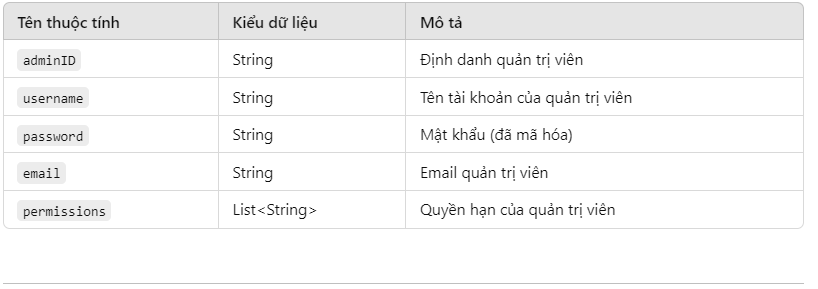 Tên thuộc tính Kiểu dữ liệu Mô tả
adminID String Định danh quản trị viên
username String Tên tài khoản của quản trị viên
password String Mật khẩu (đã mã hóa)
email String Email quản trị viên
permissions List<String> Quyền hạn của quản trị viên